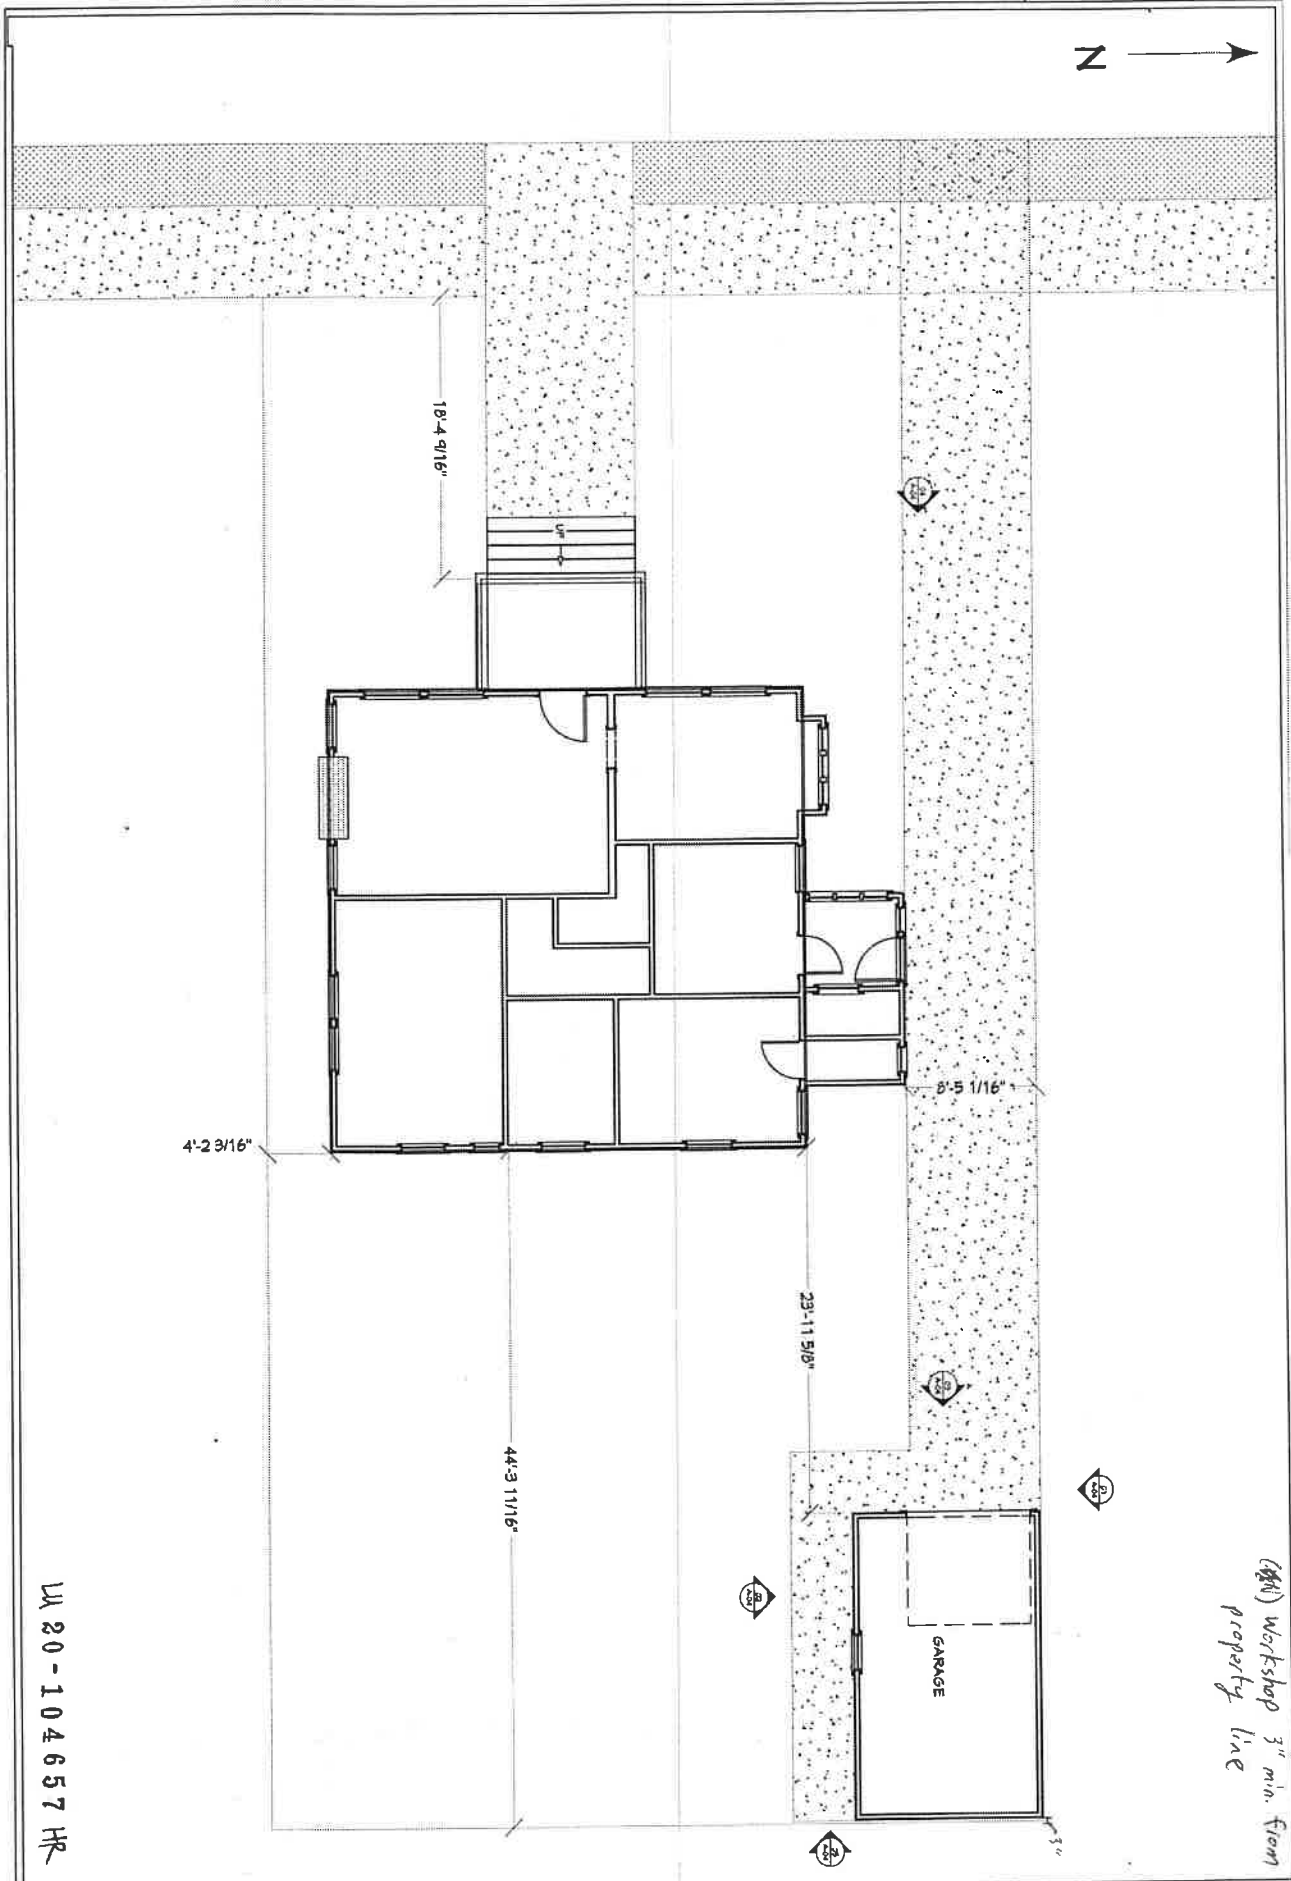 N
(N) Workshop 3" min. from
property line
18'-4 9/16"
UP
8'-5 1/16"
4'-2 3/16"
23'-11 5/8"
44'-3 11/16"
GARAGE
3"
LU 20-104657 HR